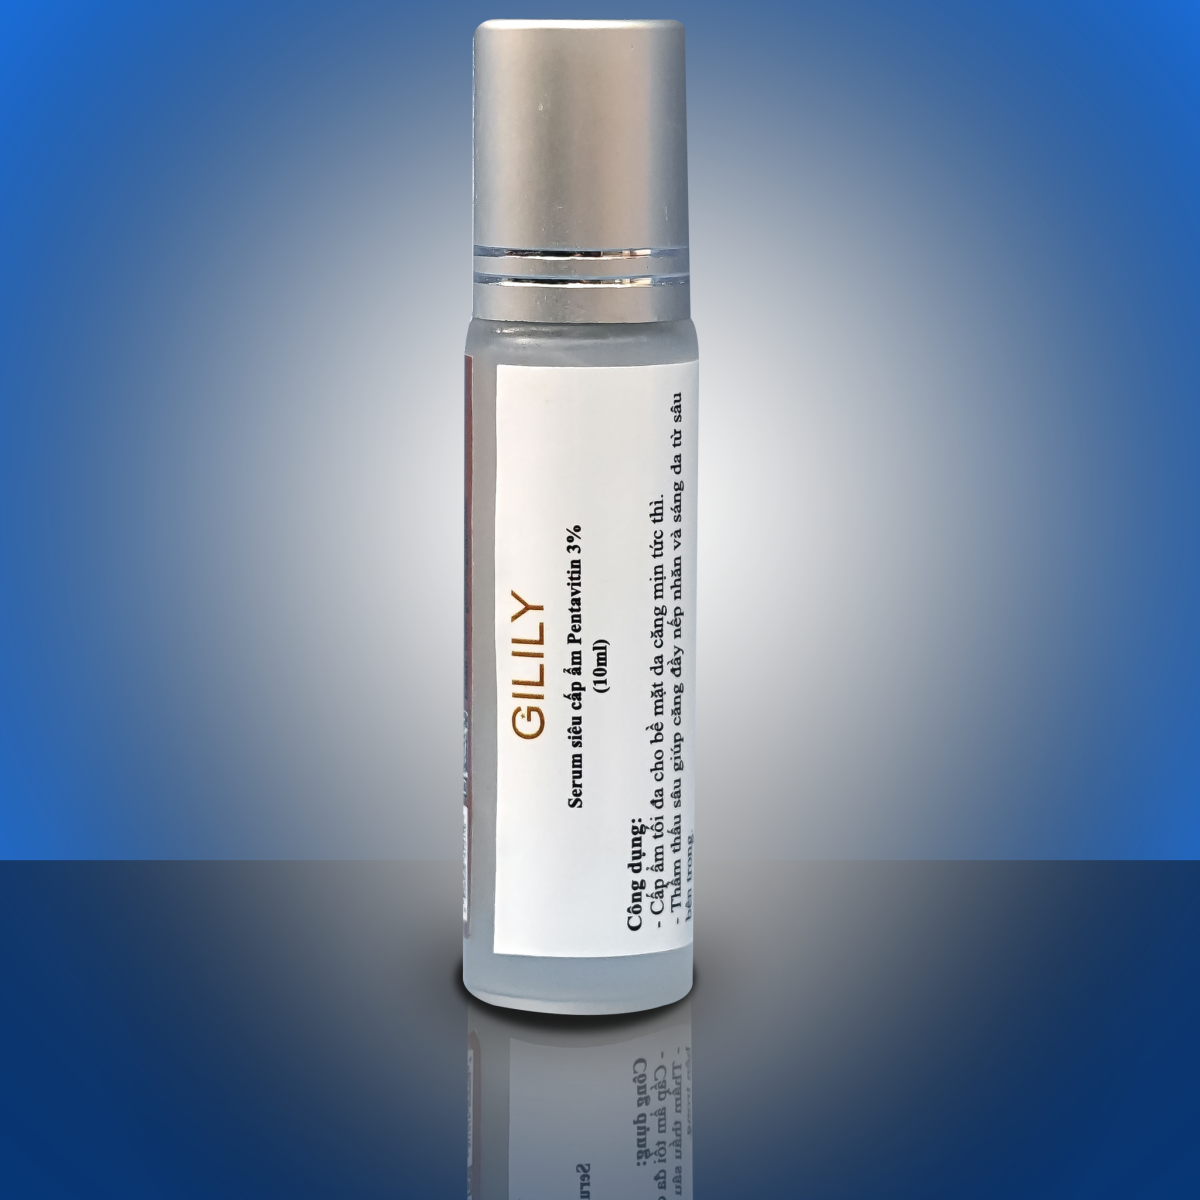 GILILY
Serum siêu cấp ẩm Pentavitin 3%
(10ml)
Công dụng:
- Cấp ẩm tối đa cho bề mặt da căng mịn tức thì.
- Thẩm thấu sâu giúp căng đầy nếp nhăn và sáng da từ sâu
bên trong.